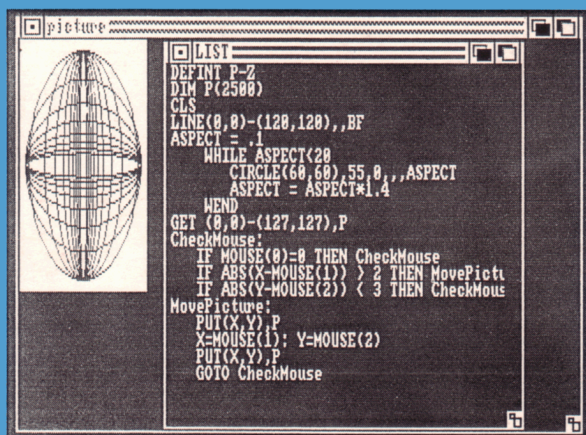 picture
LIST
DEFINT P-Z
DIM P(2500)
CLS
LINE(0,0)-(120,120),,BF
ASPECT = .1
WHILE ASPECT<20
CIRCLE(60,60),55,0,,,ASPECT
ASPECT = ASPECT*1.4
WEND
GET (0,0)-(127,127),P
CheckMouse:
IF MOUSE(0)=0 THEN CheckMouse
IF ABS(X-MOUSE(1)) > 2 THEN MovePictu
IF ABS(Y-MOUSE(2)) < 3 THEN CheckMous
MovePicture:
PUT(X,Y),P
X=MOUSE(1): Y=MOUSE(2)
PUT(X,Y),P
GOTO CheckMouse